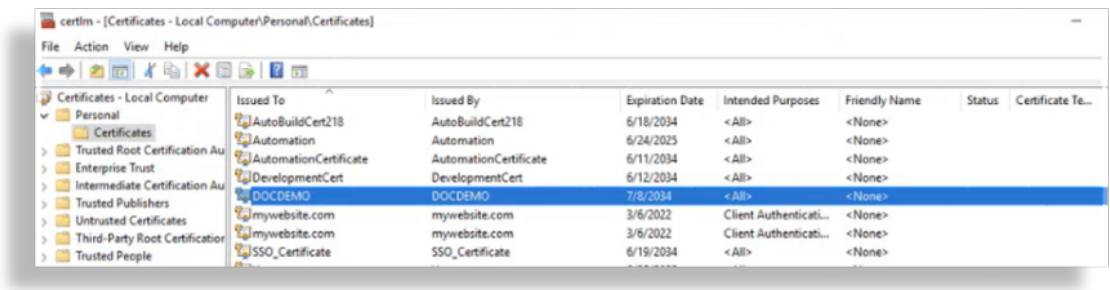 certlm - [Certificates - Local Computer\Personal\Certificates]
File Action View Help
Certificates - Local Computer
Personal
Certificates
Trusted Root Certification Au
Enterprise Trust
Intermediate Certification Au
Trusted Publishers
Untrusted Certificates
Third-Party Root Certification
Trusted People
Issued To Issued By Expiration Date Intended Purposes Friendly Name Status Certificate Te...
AutoBuildCert218 AutoBuildCert218 6/18/2034 <All> <None>
Automation Automation 6/24/2025 <All> <None>
AutomationCertificate AutomationCertificate 6/11/2034 <All> <None>
DevelopmentCert DevelopmentCert 6/12/2034 <All> <None>
DOCDEMO DOCDEMO 7/8/2034 <All> <None>
mywebsite.com mywebsite.com 3/6/2022 Client Authenticati... <None>
mywebsite.com mywebsite.com 3/6/2022 Client Authenticati... <None>
SSO_Certificate SSO_Certificate 6/19/2034 <All> <None>